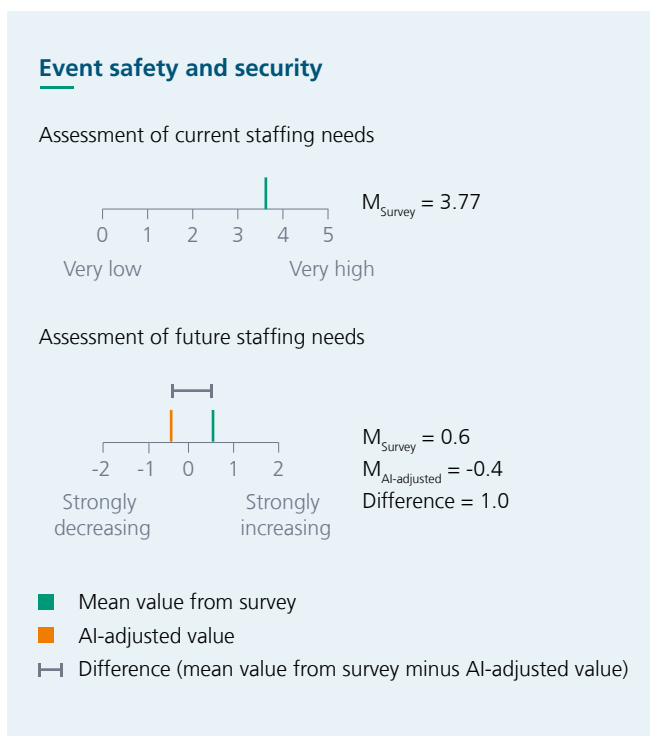 Event safety and security
Assessment of current staffing needs
M Survey = 3.77
0 1 2 3 4 5
Very low Very high
Assessment of future staffing needs
-2 -1 0 1 2
Strongly decreasing
Strongly increasing
M Survey = 0.6
M AI-adjusted = -0.4
Difference = 1.0
Mean value from survey
AI-adjusted value
Difference (mean value from survey minus AI-adjusted value)